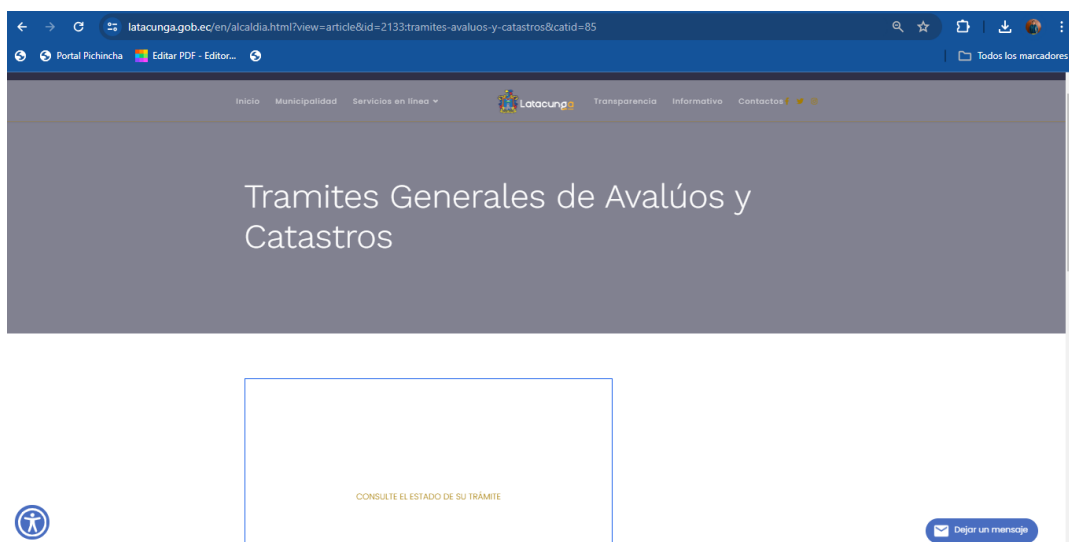 latacunga.gob.ec/en/alcaldia.html?view=article&id=2133:tramites-avaluos-y-catastros&catid=85
Portal Pichincha
Editar PDF - Editor...
Todos los marcadores
Inicio
Municipalidad
Servicios en línea
Latacunga
Transparencia
Informativo
Contactos
Tramites Generales de Avalúos y
Catastros
CONSULTE EL ESTADO DE SU TRÁMITE
Dejar un mensaje